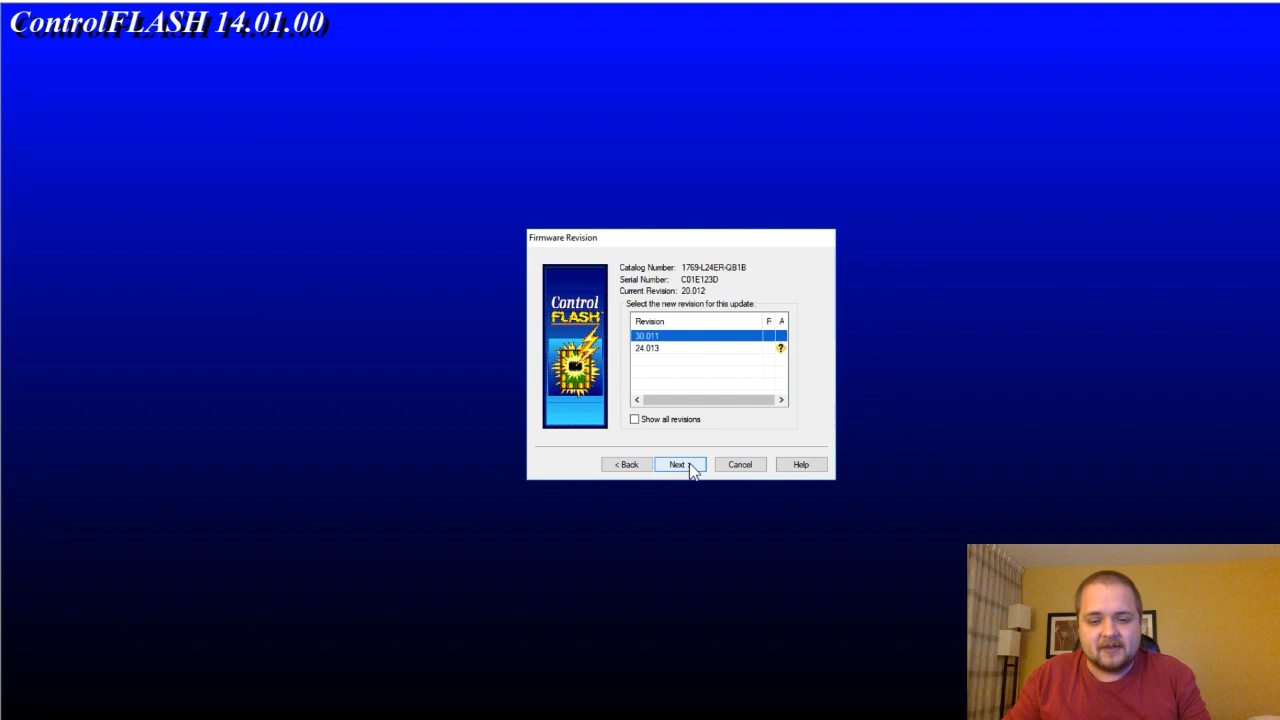 ControlFLASH 14.01.00
Firmware Revision
Catalog Number: 1769-L24ER-QB1B
Serial Number: C01E123D
Current Revision: 20.012
Select the new revision for this update:
Control
FLASH
Revision F A
30.011
24.013 ?
< >
Show all revisions
< Back Next > Cancel Help